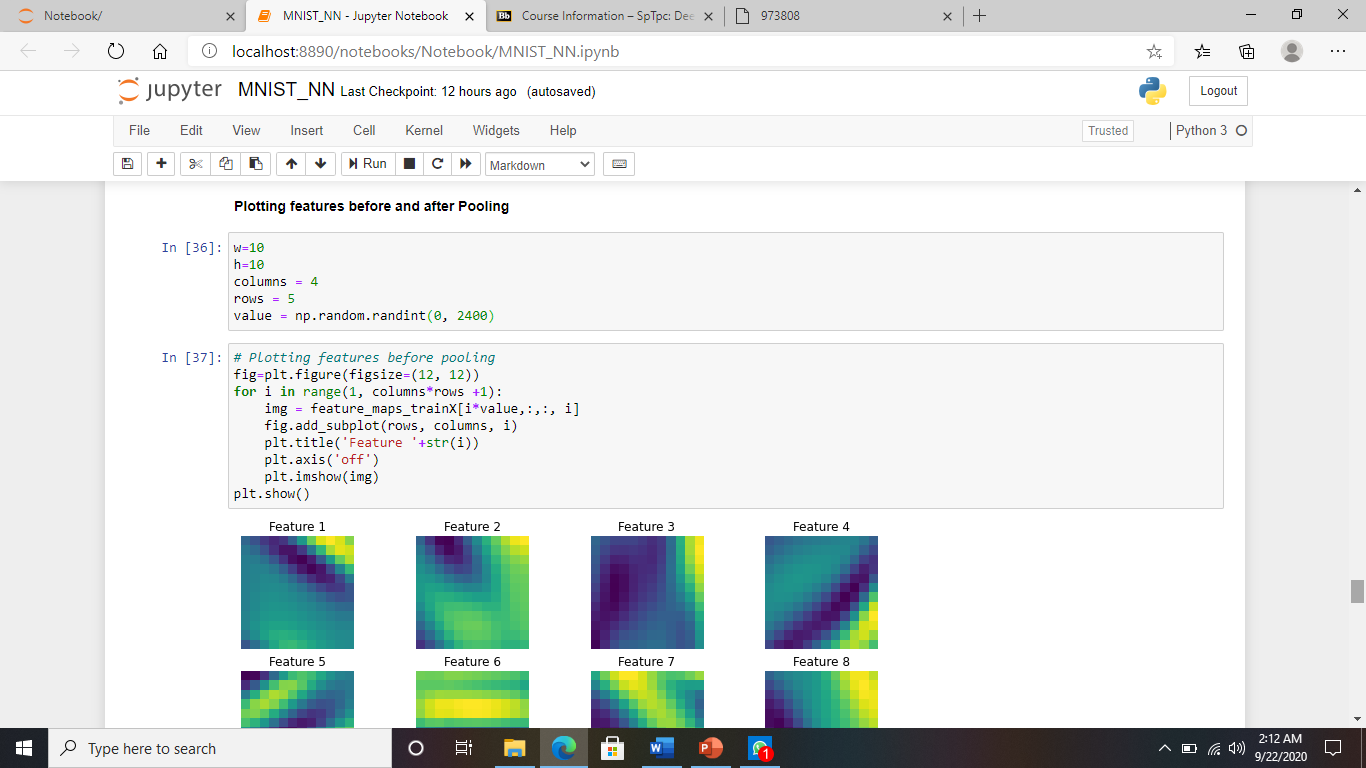 Notebook/
MNIST_NN - Jupyter Notebook
Bb Course Information – SpTpc: Dee
973808
localhost:8890/notebooks/Notebook/MNIST_NN.ipynb
jupyter MNIST_NN Last Checkpoint: 12 hours ago (autosaved)
Logout
File Edit View Insert Cell Kernel Widgets Help
Trusted
Python 3
Run
Markdown
Plotting features before and after Pooling
In [36]: w=10
h=10
columns = 4
rows = 5
value = np.random.randint(0, 2400)
In [37]: # Plotting features before pooling
fig=plt.figure(figsize=(12, 12))
for i in range(1, columns*rows +1):
    img = feature_maps_trainX[i*value,:,:, i]
    fig.add_subplot(rows, columns, i)
    plt.title('Feature '+str(i))
    plt.axis('off')
    plt.imshow(img)
plt.show()
Feature 1 Feature 2 Feature 3 Feature 4
Feature 5 Feature 6 Feature 7 Feature 8
Type here to search
W
P
1
2:12 AM
9/22/2020